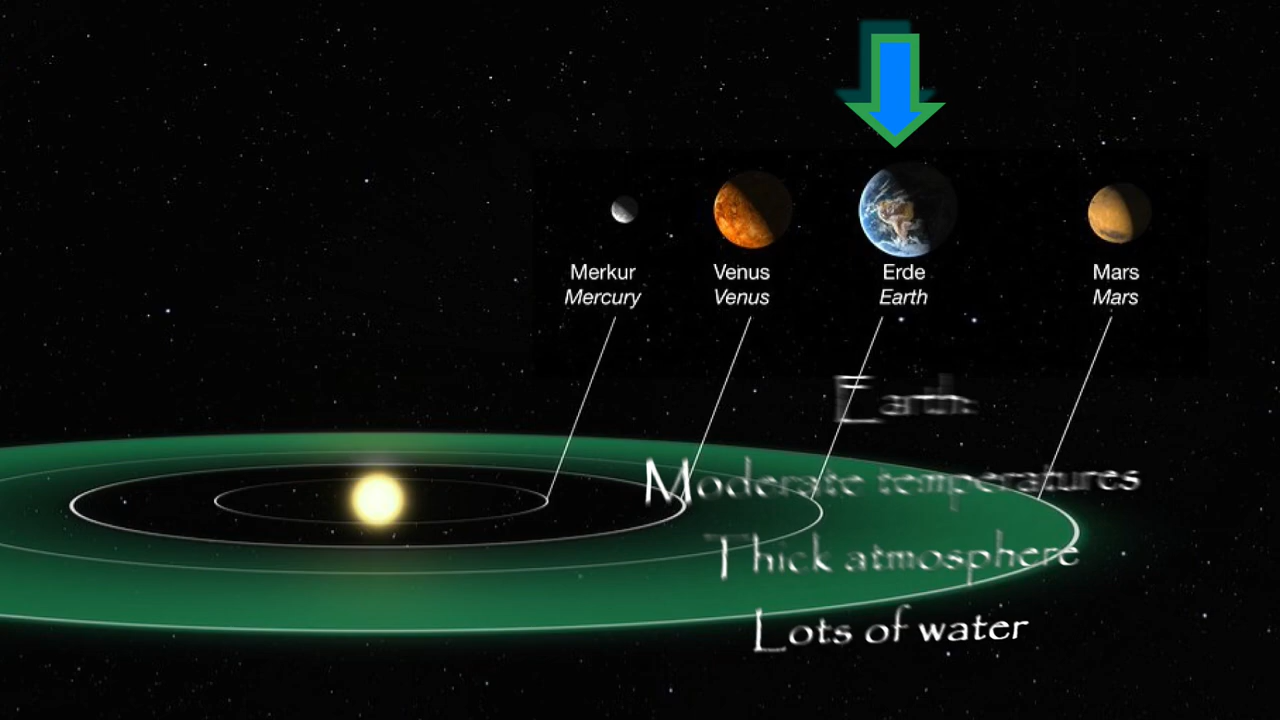 Merkur
Mercury
Venus
Venus
Erde
Earth
Mars
Mars
Earth:
Moderate temperatures
Thick atmosphere
Lots of water